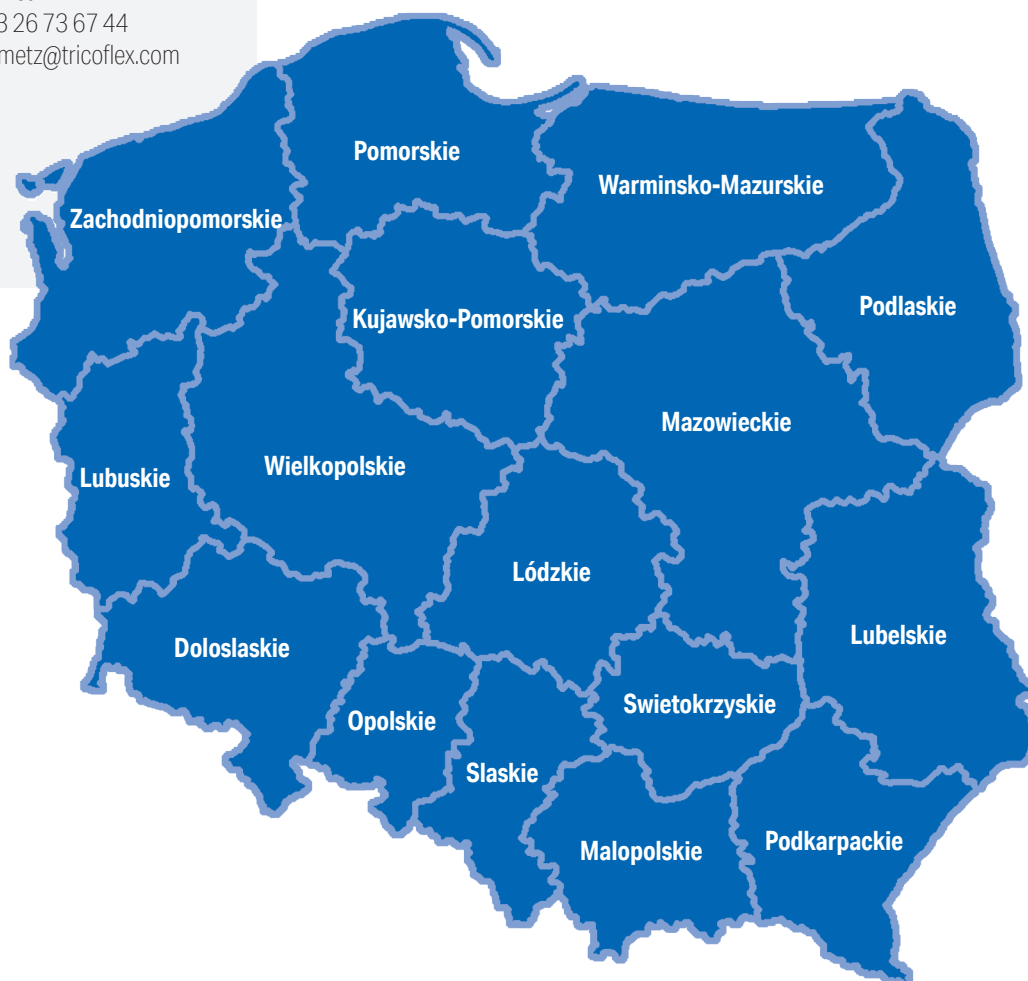 3 26 73 67 44
metz@tricoflex.com
Pomorskie
Warminsko-Mazurskie
Zachodniopomorskie
Podlaskie
Kujawsko-Pomorskie
Mazowieckie
Wielkopolskie
Lubuskie
Lódzkie
Lubelskie
Doloslaskie
Swietokrzyskie
Opolskie
Slaskie
Podkarpackie
Malopolskie